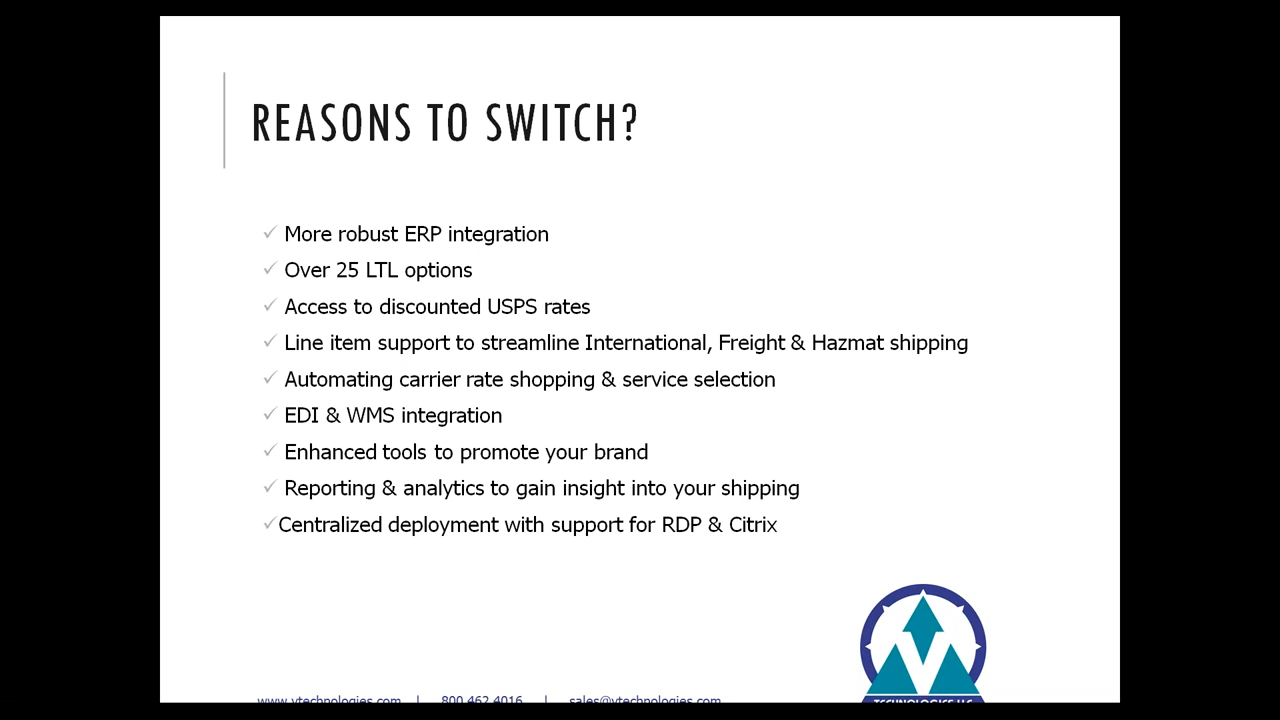 REASONS TO SWITCH?
✓ More robust ERP integration
✓ Over 25 LTL options
✓ Access to discounted USPS rates
✓ Line item support to streamline International, Freight & Hazmat shipping
✓ Automating carrier rate shopping & service selection
✓ EDI & WMS integration
✓ Enhanced tools to promote your brand
✓ Reporting & analytics to gain insight into your shipping
✓Centralized deployment with support for RDP & Citrix
www.vtechnologies.com | 800.462.4016 | sales@vtechnologies.com
TECHNOLOGIES LLC